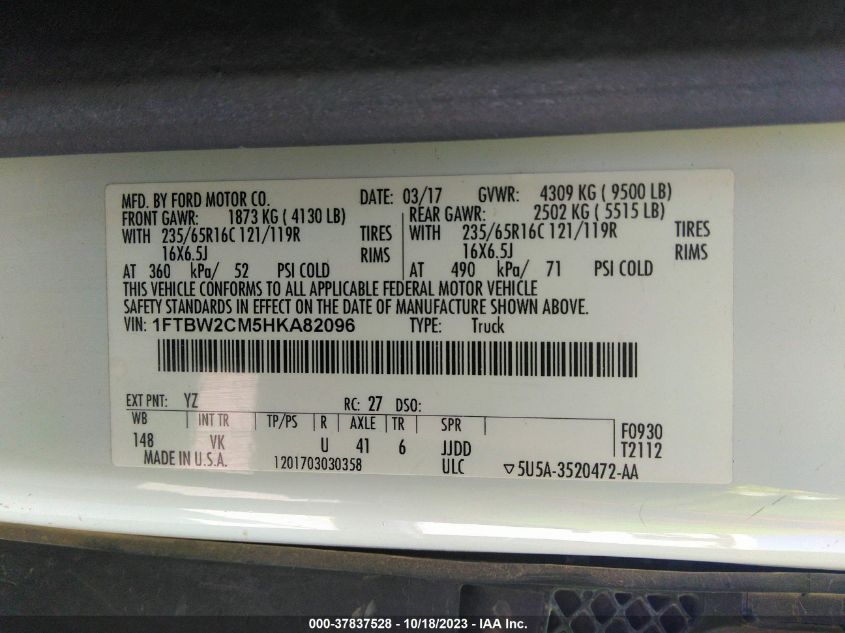 MFD. BY FORD MOTOR CO. DATE: 03/17 GVWR: 4309 KG ( 9500 LB)
FRONT GAWR: 1873 KG ( 4130 LB) REAR GAWR: 2502 KG ( 5515 LB)
WITH 235/65R16C 121/119R TIRES WITH 235/65R16C 121/119R TIRES
16X6.5J RIMS 16X6.5J RIMS
AT 360 kPa/ 52 PSI COLD AT 490 kPa/ 71 PSI COLD
THIS VEHICLE CONFORMS TO ALL APPLICABLE FEDERAL MOTOR VEHICLE
SAFETY STANDARDS IN EFFECT ON THE DATE OF MANUFACTURE SHOWN ABOVE.
VIN: 1FTBW2CM5HKA82096 TYPE: Truck
EXT PNT: YZ RC: 27 DSO:
WB INT TR TP/PS R AXLE TR SPR F0930
148 VK U 41 6 JJDD T2112
MADE IN U.S.A. 1201703030358 ULC ▽5U5A-3520472-AA
000-37837528 - 10/18/2023 - IAA Inc.